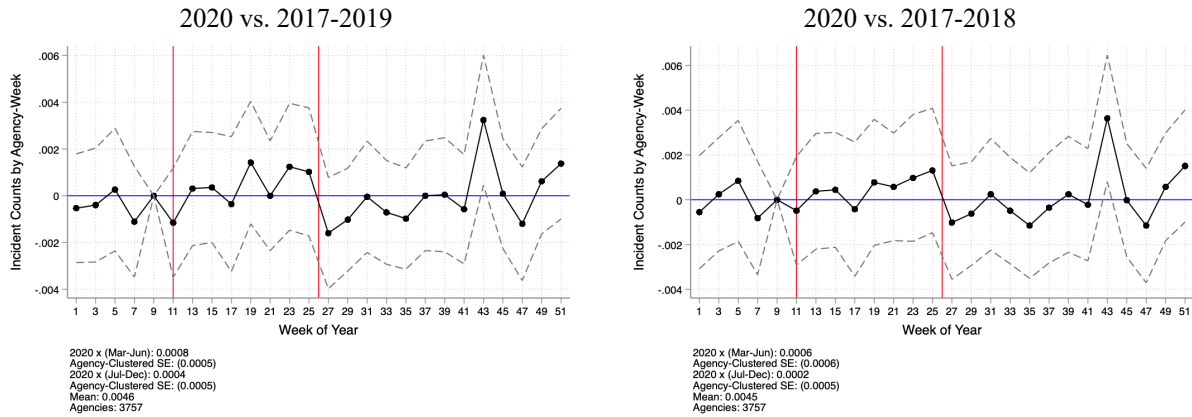 2020 vs. 2017-2019
Incident Counts by Agency-Week
.006
.004
.002
0
-.002
-.004
1 3 5 7 9 11 13 15 17 19 21 23 25 27 29 31 33 35 37 39 41 43 45 47 49 51
Week of Year
2020 x (Mar-Jun): 0.0008
Agency-Clustered SE: (0.0005)
2020 x (Jul-Dec): 0.0004
Agency-Clustered SE: (0.0005)
Mean: 0.0046
Agencies: 3757
2020 vs. 2017-2018
Incident Counts by Agency-Week
.006
.004
.002
0
-.002
-.004
1 3 5 7 9 11 13 15 17 19 21 23 25 27 29 31 33 35 37 39 41 43 45 47 49 51
Week of Year
2020 x (Mar-Jun): 0.0006
Agency-Clustered SE: (0.0006)
2020 x (Jul-Dec): 0.0002
Agency-Clustered SE: (0.0005)
Mean: 0.0045
Agencies: 3757